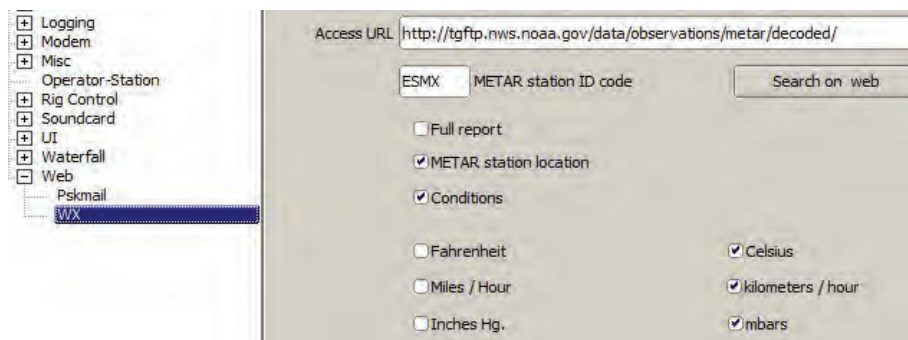 Logging
Modem
Misc
Operator-Station
Rig Control
Soundcard
UI
Waterfall
Web
Pskmail
WX
Access URL http://tgftp.nws.noaa.gov/data/observations/metar/decoded/
ESMX METAR station ID code Search on web
Full report
METAR station location
Conditions
Fahrenheit Celsius
Miles / Hour kilometers / hour
Inches Hg. mbars